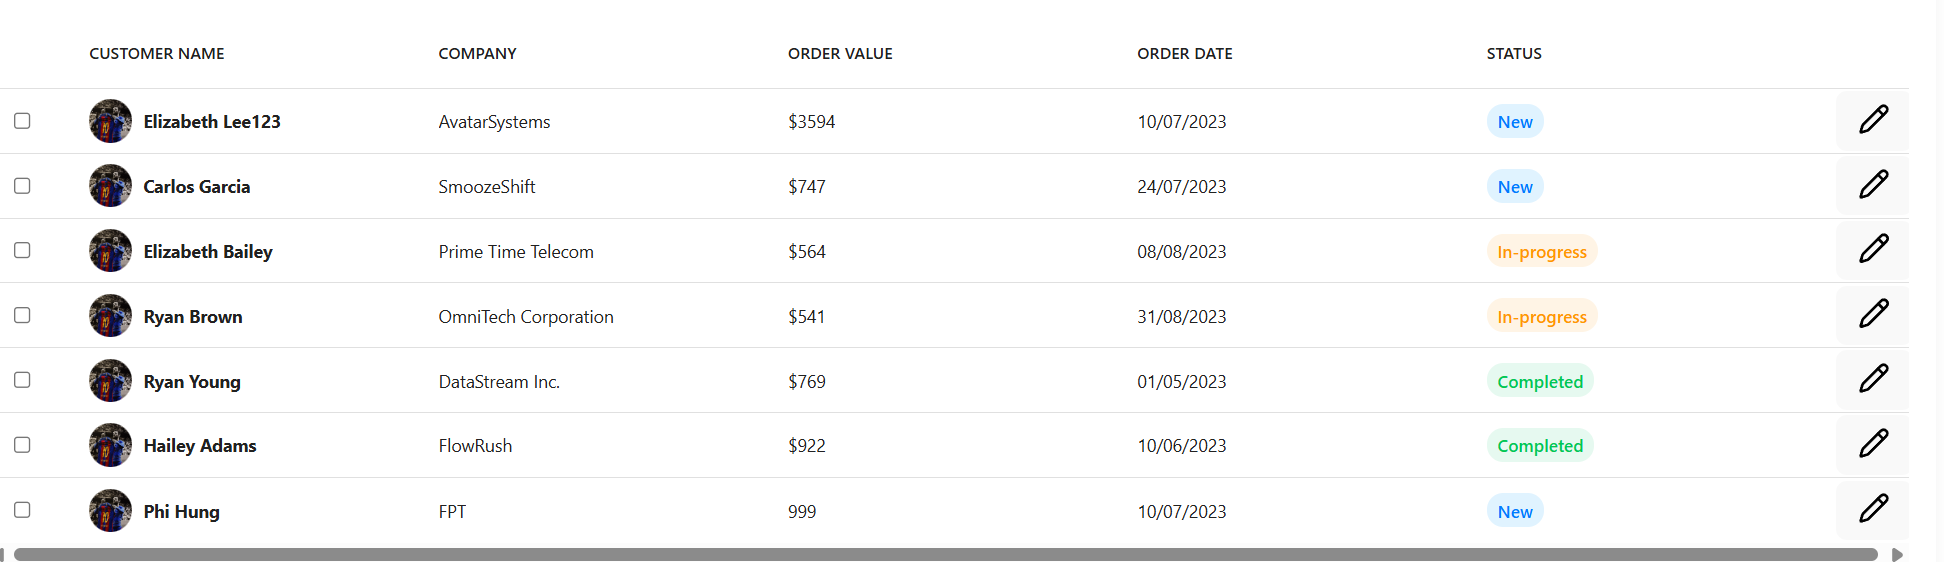 CUSTOMER NAME COMPANY ORDER VALUE ORDER DATE STATUS
Elizabeth Lee123 AvatarSystems $3594 10/07/2023 New
Carlos Garcia SmoozeShift $747 24/07/2023 New
Elizabeth Bailey Prime Time Telecom $564 08/08/2023 In-progress
Ryan Brown OmniTech Corporation $541 31/08/2023 In-progress
Ryan Young DataStream Inc. $769 01/05/2023 Completed
Hailey Adams FlowRush $922 10/06/2023 Completed
Phi Hung FPT 999 10/07/2023 New